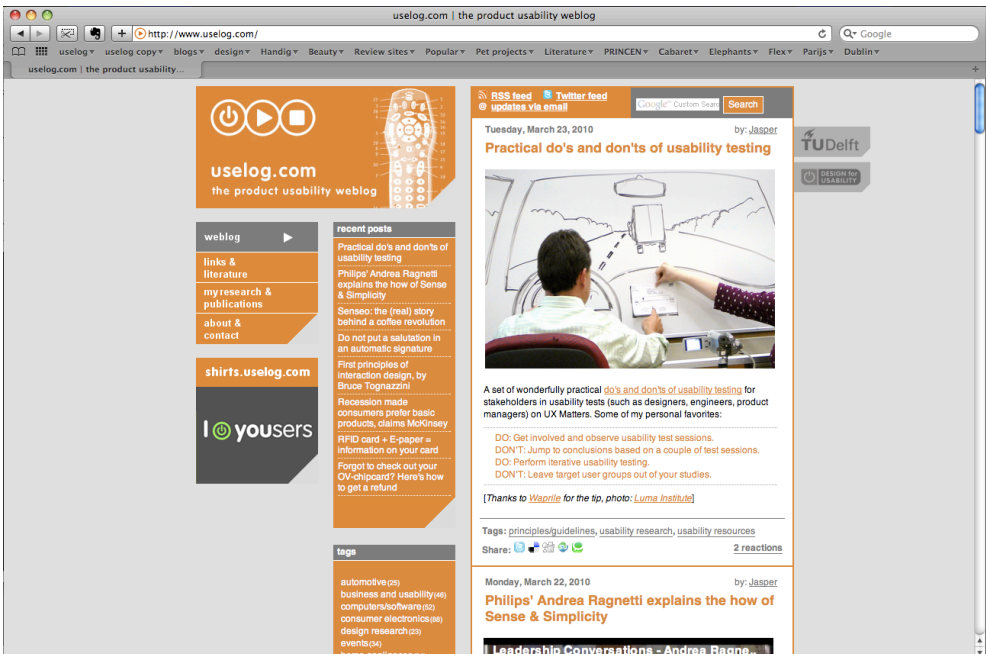 uselog.com | the product usability weblog
http://www.uselog.com/
Google
uselog uselog copy blogs design Handig Beauty Review sites Popular Pet projects Literature PRINCEN Cabaret Elephants Flex Parijs Dublin
uselog.com | the product usability...
uselog.com
the product usability weblog
weblog
links &
literature
my research &
publications
about &
contact
shirts.uselog.com
I yousers
recent posts
Practical do's and don'ts of
usability testing
Philips' Andrea Ragnetti
explains the how of Sense
& Simplicity
Senseo: the (real) story
behind a coffee revolution
Do not put a salutation in
an automatic signature
First principles of
interaction design, by
Bruce Tognazzini
Recession made
consumers prefer basic
products, claims McKinsey
RFID card + E-paper =
information on your card
Forgot to check out your
OV-chipcard? Here's how
to get a refund
tags
automotive(25)
business and usability(46)
computers/software(52)
consumer electronics(88)
design research(23)
events(34)
RSS feed Twitter feed
@ updates via email
Google™ Custom Searc Search
Tuesday, March 23, 2010 by: Jasper
Practical do's and don'ts of usability testing
A set of wonderfully practical do's and don'ts of usability testing for
stakeholders in usability tests (such as designers, engineers, product
managers) on UX Matters. Some of my personal favorites:
DO: Get involved and observe usability test sessions.
DON'T: Jump to conclusions based on a couple of test sessions.
DO: Perform iterative usability testing.
DON'T: Leave target user groups out of your studies.
[Thanks to Waprile for the tip, photo: Luma Institute]
Tags: principles/guidelines, usability research, usability resources
Share: 2 reactions
Monday, March 22, 2010 by: Jasper
Philips' Andrea Ragnetti explains the how of
Sense & Simplicity
Leadership Conversations - Andrea Ragne..
TUDelft
DESIGN for
USABILITY